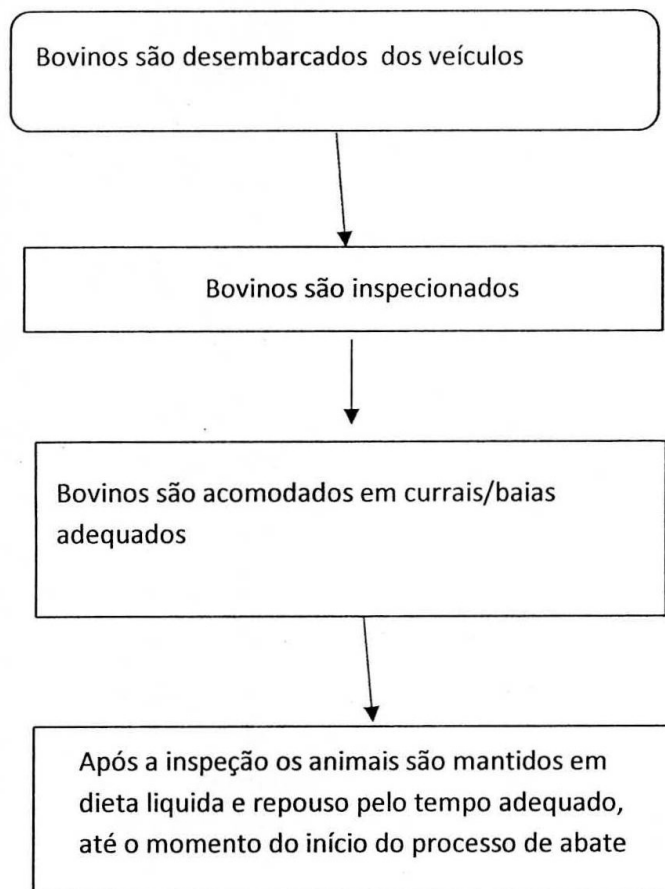 Bovinos são desembarcados dos veículos
Bovinos são inspecionados
Bovinos são acomodados em currais/baias
adequados
Após a inspeção os animais são mantidos em
dieta liquida e repouso pelo tempo adequado,
até o momento do início do processo de abate